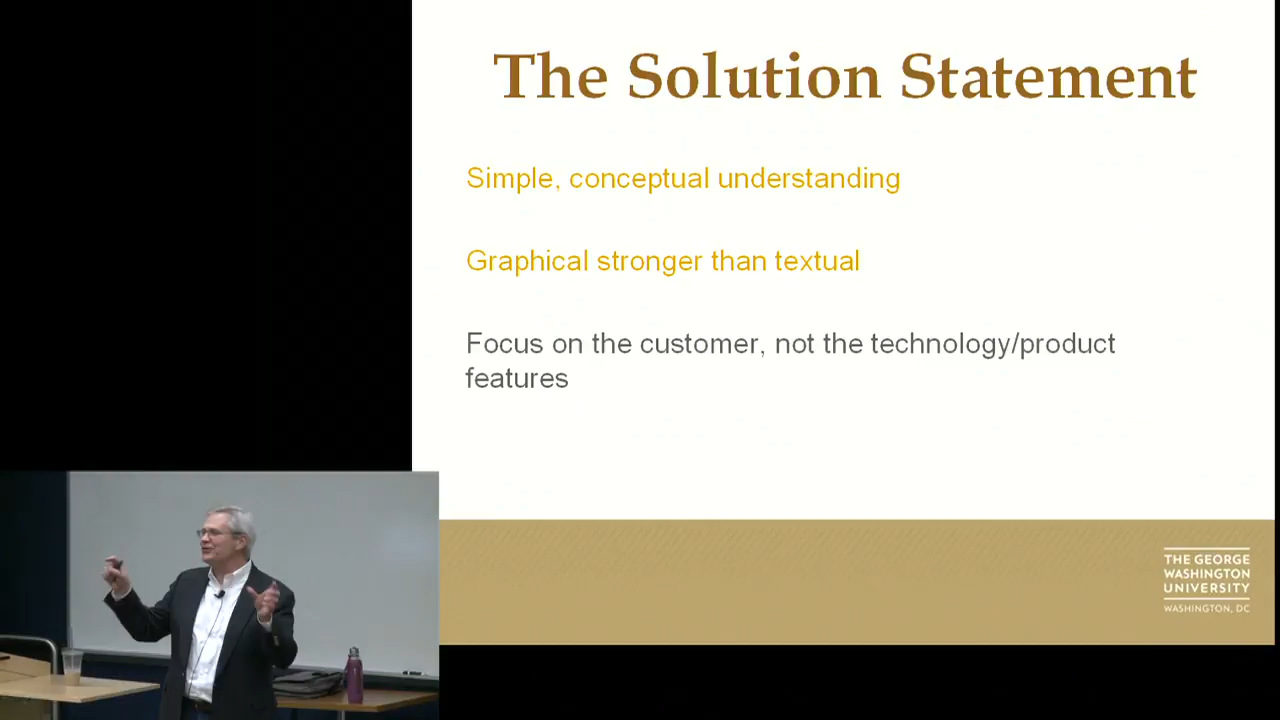 The Solution Statement
Simple, conceptual understanding
Graphical stronger than textual
Focus on the customer, not the technology/product
features
THE GEORGE
WASHINGTON
UNIVERSITY
WASHINGTON, DC